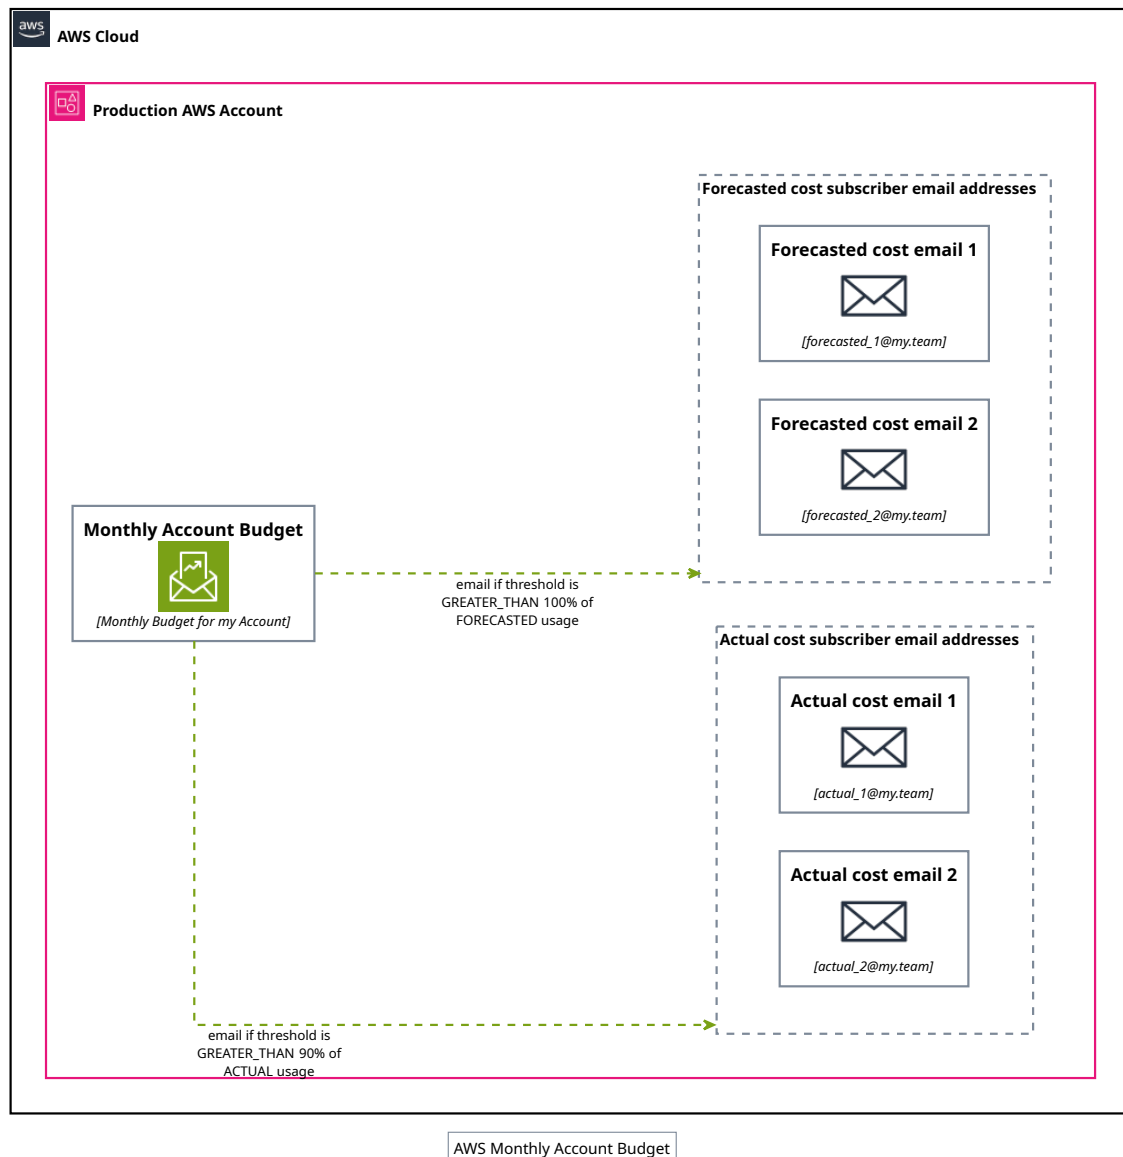 aws
AWS Cloud
Production AWS Account
Forecasted cost subscriber email addresses
Forecasted cost email 1
[forecasted_1@my.team]
Forecasted cost email 2
[forecasted_2@my.team]
Monthly Account Budget
[Monthly Budget for my Account]
email if threshold is
GREATER_THAN 100% of
FORECASTED usage
Actual cost subscriber email addresses
Actual cost email 1
[actual_1@my.team]
Actual cost email 2
[actual_2@my.team]
email if threshold is
GREATER_THAN 90% of
ACTUAL usage
AWS Monthly Account Budget